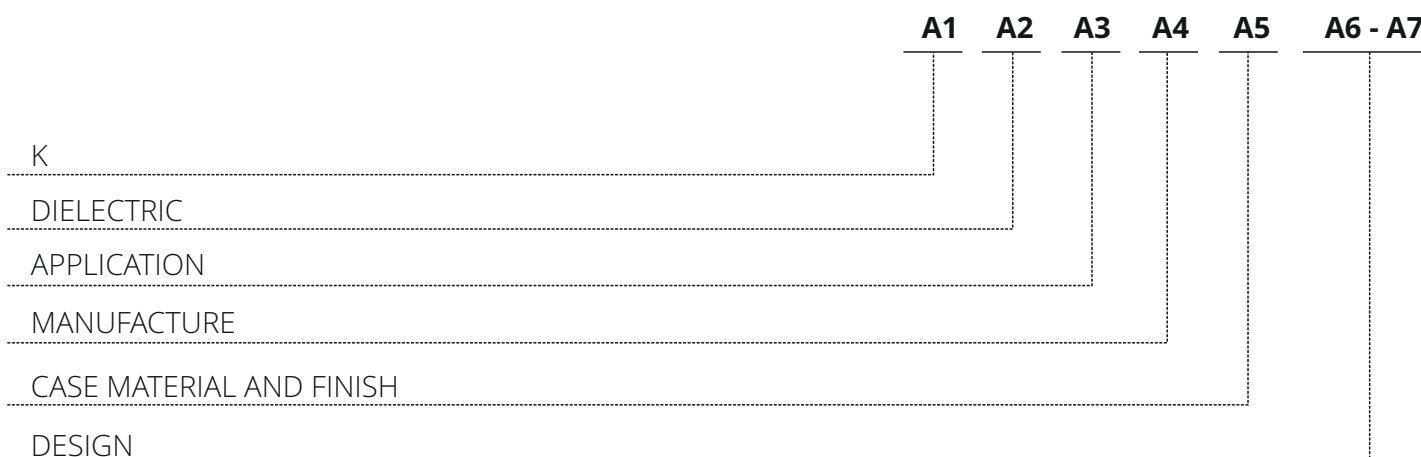 A1 A2 A3 A4 A5 A6 - A7
K
DIELECTRIC
APPLICATION
MANUFACTURE
CASE MATERIAL AND FINISH
DESIGN